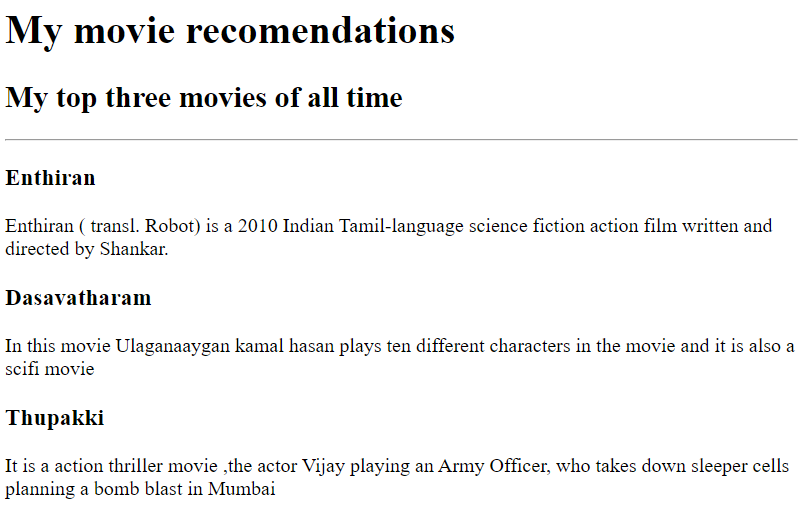 My movie recomendations
My top three movies of all time
Enthiran
Enthiran ( transl. Robot) is a 2010 Indian Tamil-language science fiction action film written and
directed by Shankar.
Dasavatharam
In this movie Ulaganaaygan kamal hasan plays ten different characters in the movie and it is also a
scifi movie
Thupakki
It is a action thriller movie ,the actor Vijay playing an Army Officer, who takes down sleeper cells
planning a bomb blast in Mumbai